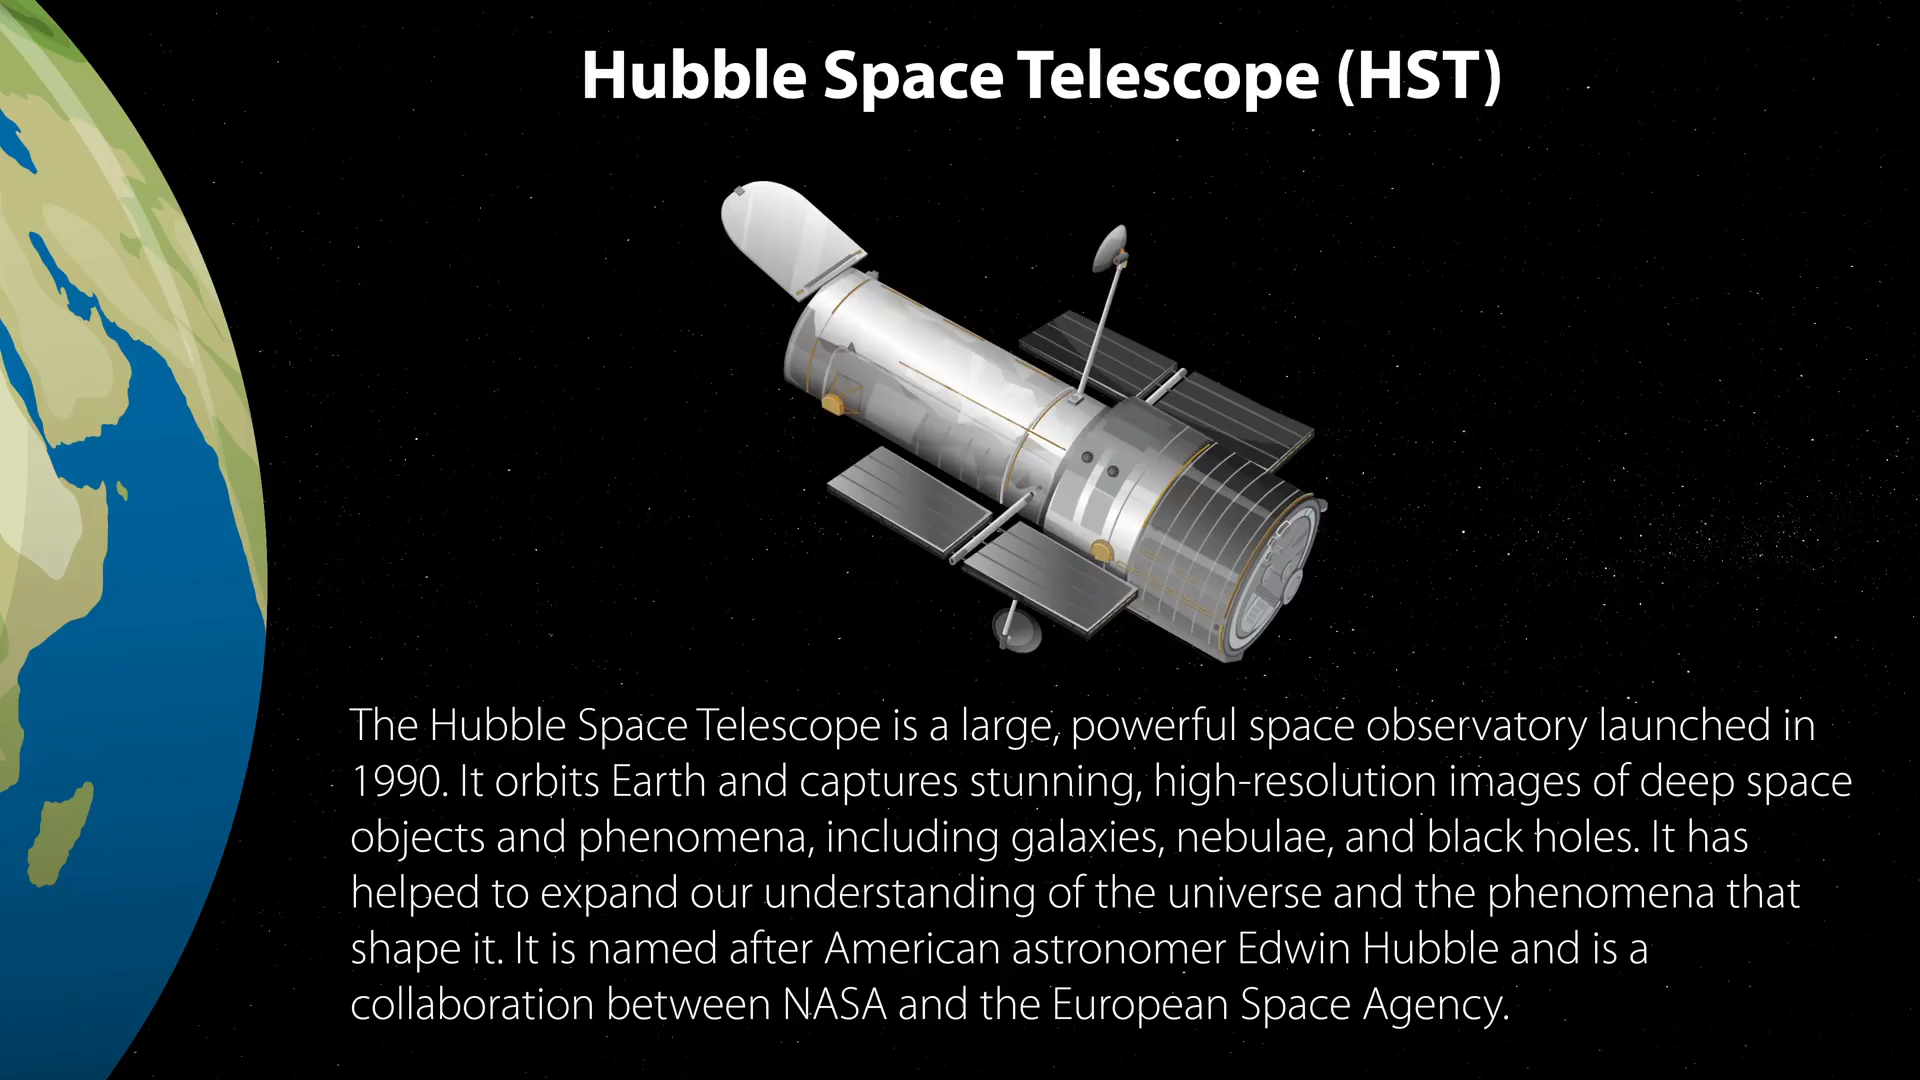 Hubble Space Telescope (HST)
The Hubble Space Telescope is a large, powerful space observatory launched in
1990. It orbits Earth and captures stunning, high-resolution images of deep space
objects and phenomena, including galaxies, nebulae, and black holes. It has
helped to expand our understanding of the universe and the phenomena that
shape it. It is named after American astronomer Edwin Hubble and is a
collaboration between NASA and the European Space Agency.